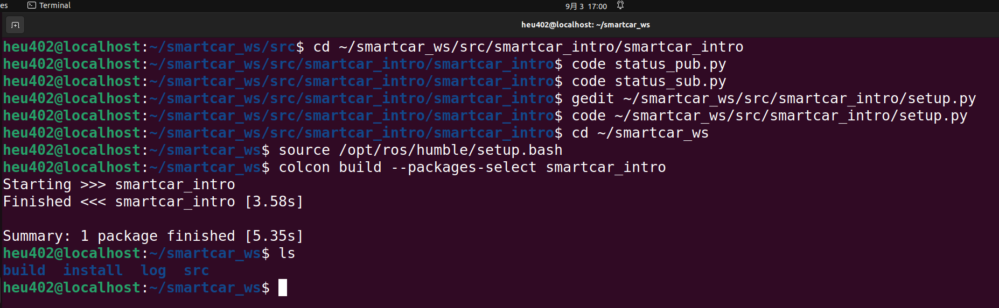 es Terminal 9月 3 17:00
heu402@localhost: ~/smartcar_ws
heu402@localhost:~/smartcar_ws/src$ cd ~/smartcar_ws/src/smartcar_intro/smartcar_intro
heu402@localhost:~/smartcar_ws/src/smartcar_intro/smartcar_intro$ code status_pub.py
heu402@localhost:~/smartcar_ws/src/smartcar_intro/smartcar_intro$ code status_sub.py
heu402@localhost:~/smartcar_ws/src/smartcar_intro/smartcar_intro$ gedit ~/smartcar_ws/src/smartcar_intro/setup.py
heu402@localhost:~/smartcar_ws/src/smartcar_intro/smartcar_intro$ code ~/smartcar_ws/src/smartcar_intro/setup.py
heu402@localhost:~/smartcar_ws/src/smartcar_intro/smartcar_intro$ cd ~/smartcar_ws
heu402@localhost:~/smartcar_ws$ source /opt/ros/humble/setup.bash
heu402@localhost:~/smartcar_ws$ colcon build --packages-select smartcar_intro
Starting >>> smartcar_intro
Finished <<< smartcar_intro [3.58s]
Summary: 1 package finished [5.35s]
heu402@localhost:~/smartcar_ws$ ls
build  install  log  src
heu402@localhost:~/smartcar_ws$